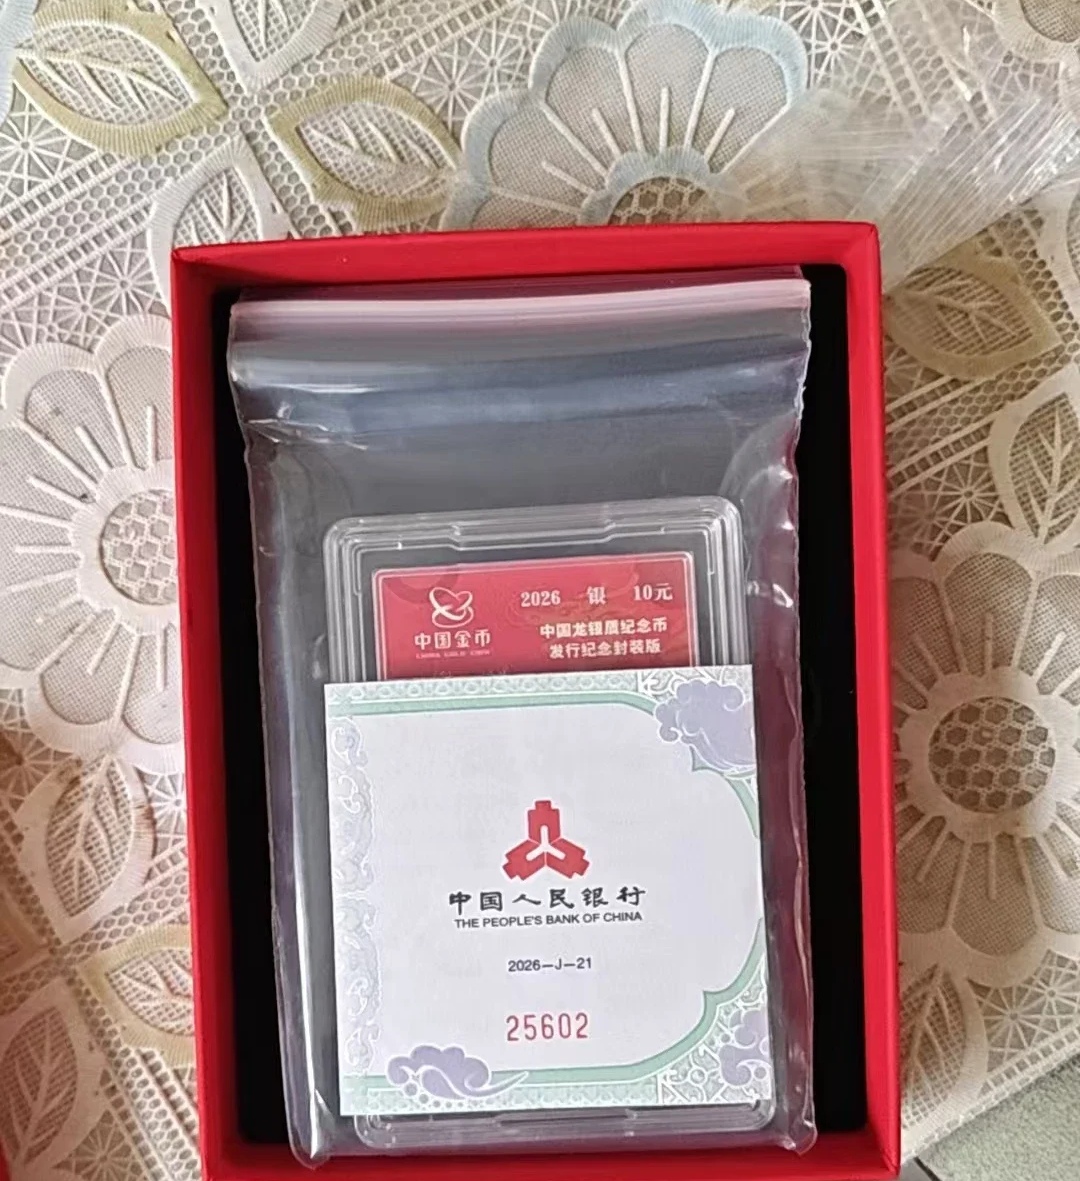 中国金币
CHINA GOLD COIN
2026 银 10元
中国龙银质纪念币
发行纪念封装版
中国人民银行
THE PEOPLE'S BANK OF CHINA
2026—J—21
25602